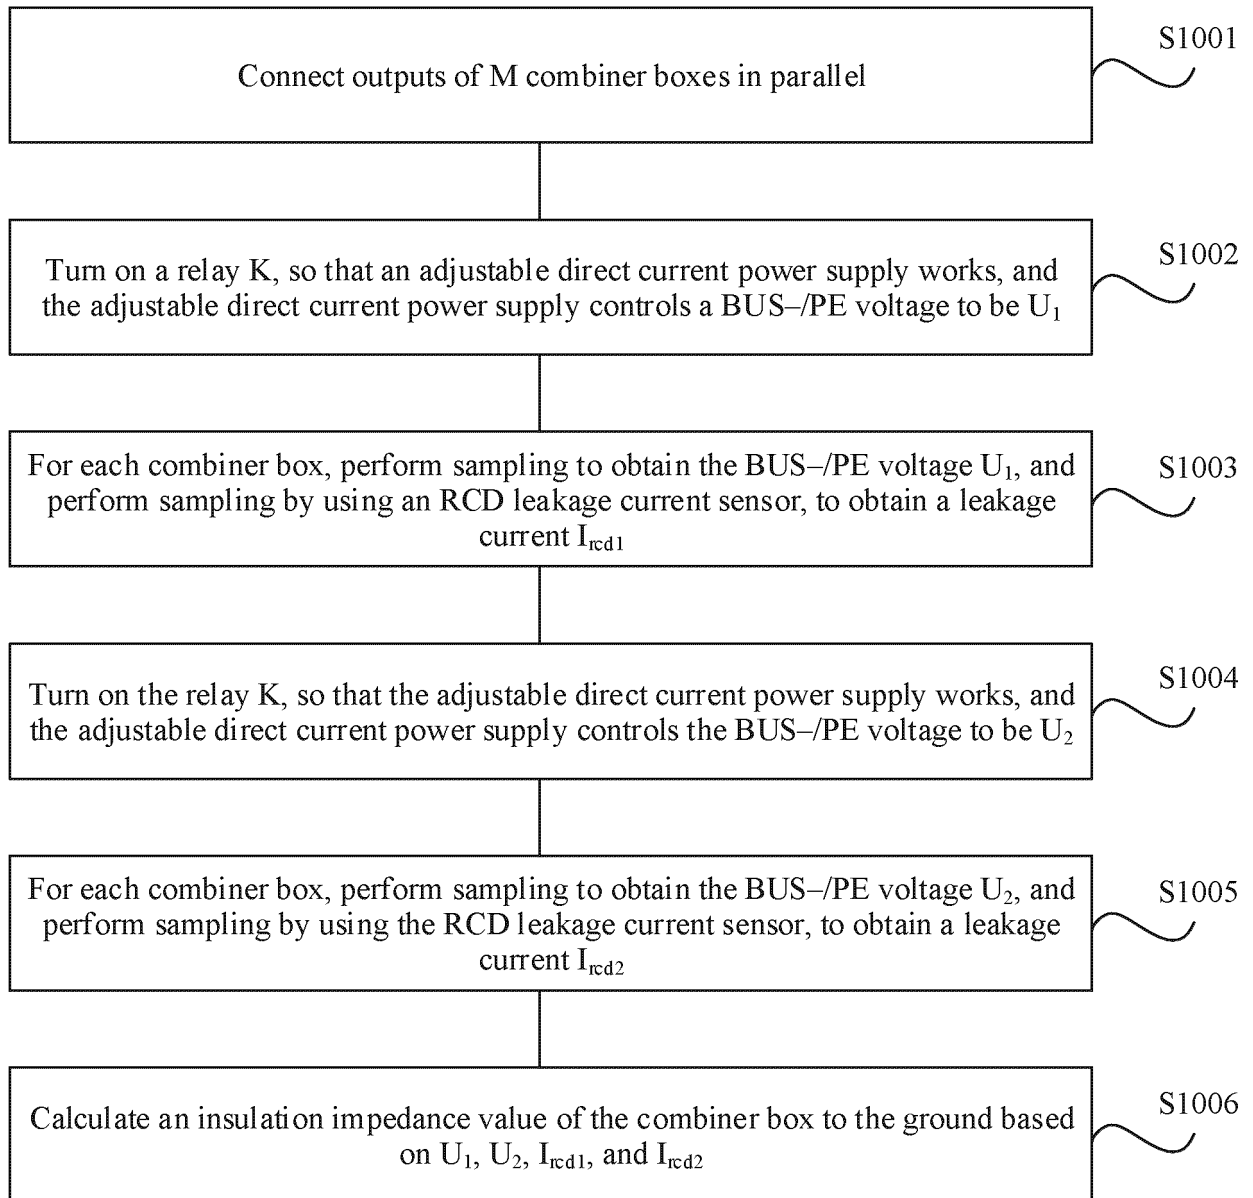 Connect outputs of M combiner boxes in parallel
S1001
Turn on a relay K, so that an adjustable direct current power supply works, and
the adjustable direct current power supply controls a BUS–/PE voltage to be U₁
S1002
For each combiner box, perform sampling to obtain the BUS–/PE voltage U₁, and
perform sampling by using an RCD leakage current sensor, to obtain a leakage
current Ircd1
S1003
Turn on the relay K, so that the adjustable direct current power supply works, and
the adjustable direct current power supply controls the BUS–/PE voltage to be U₂
S1004
For each combiner box, perform sampling to obtain the BUS–/PE voltage U₂, and
perform sampling by using the RCD leakage current sensor, to obtain a leakage
current Ircd2
S1005
Calculate an insulation impedance value of the combiner box to the ground based
on U₁, U₂, Ircd1, and Ircd2
S1006